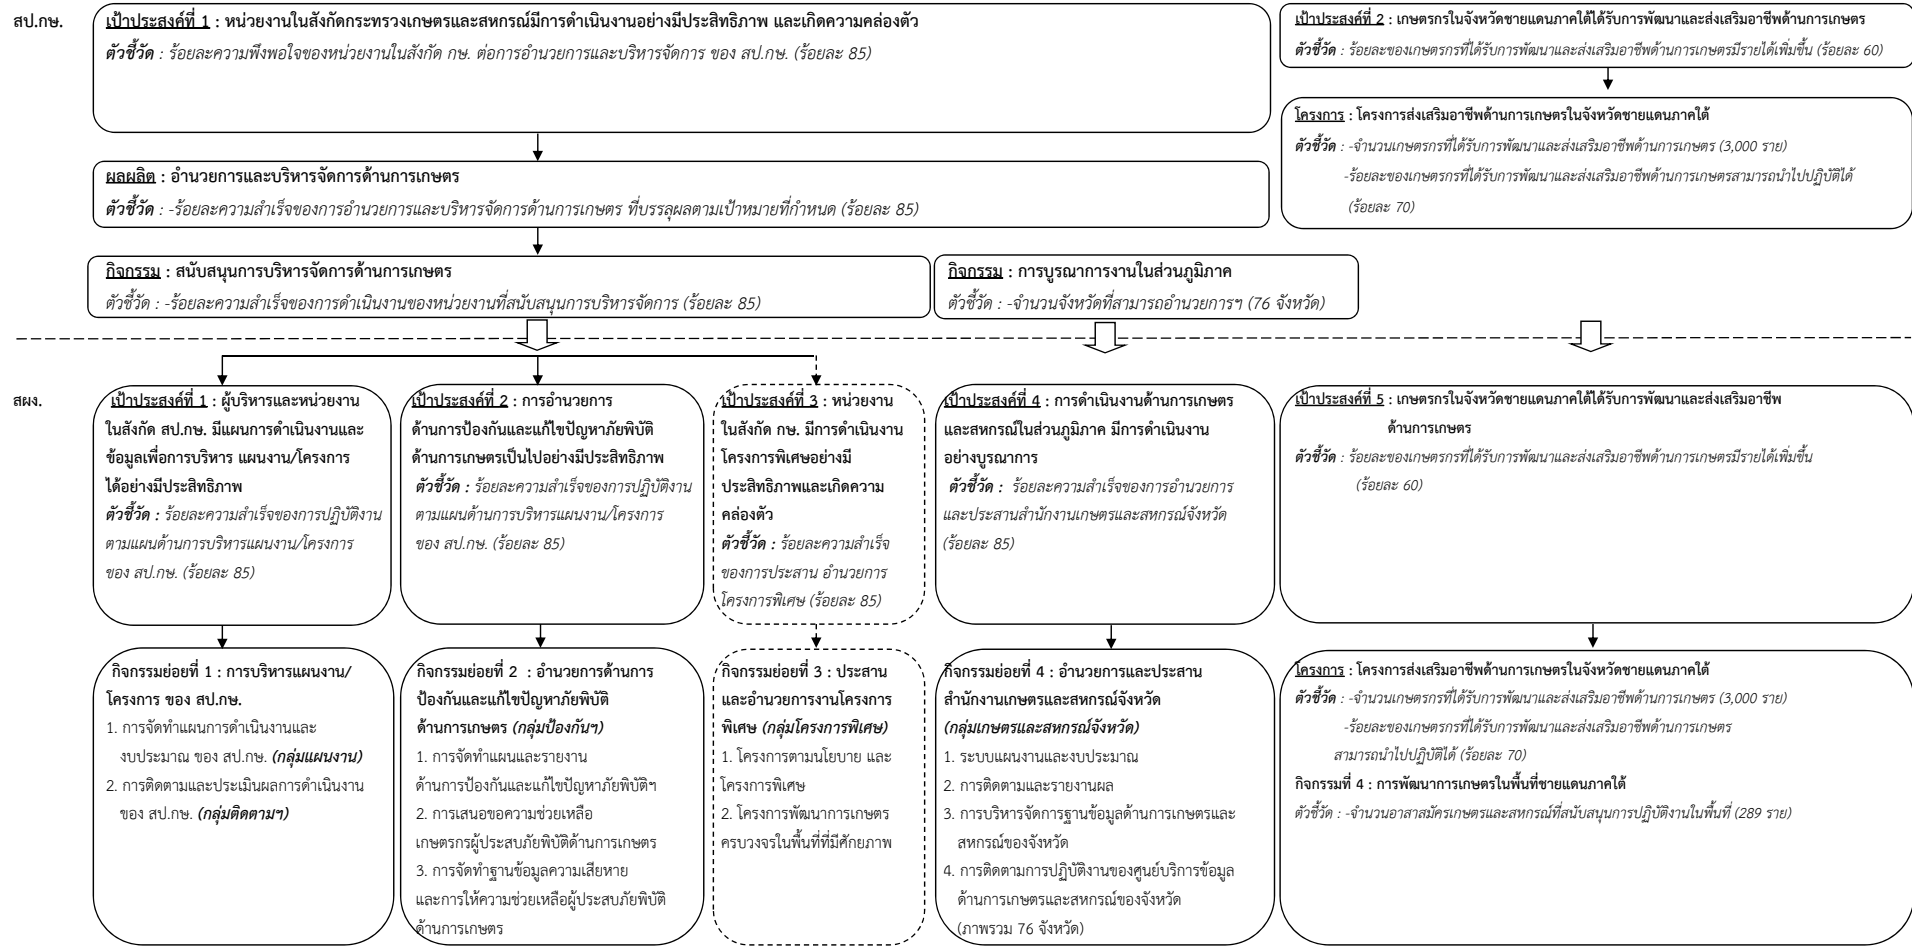 สป.กษ.
เป้าประสงค์ที่ 1 : หน่วยงานในสังกัดกระทรวงเกษตรและสหกรณ์มีการดำเนินงานอย่างมีประสิทธิภาพ และเกิดความคล่องตัว
ตัวชี้วัด : ร้อยละความพึงพอใจของหน่วยงานในสังกัด กษ. ต่อการอำนวยการและบริหารจัดการ ของ สป.กษ. (ร้อยละ 85)
เป้าประสงค์ที่ 2 : เกษตรกรในจังหวัดชายแดนภาคใต้ได้รับการพัฒนาและส่งเสริมอาชีพด้านการเกษตร
ตัวชี้วัด : ร้อยละของเกษตรกรที่ได้รับการพัฒนาและส่งเสริมอาชีพด้านการเกษตรมีรายได้เพิ่มขึ้น (ร้อยละ 60)
โครงการ : โครงการส่งเสริมอาชีพด้านการเกษตรในจังหวัดชายแดนภาคใต้
ตัวชี้วัด : -จำนวนเกษตรกรที่ได้รับการพัฒนาและส่งเสริมอาชีพด้านการเกษตร (3,000 ราย)
-ร้อยละของเกษตรกรที่ได้รับการพัฒนาและส่งเสริมอาชีพด้านการเกษตรสามารถนำไปปฏิบัติได้
(ร้อยละ 70)
ผลผลิต : อำนวยการและบริหารจัดการด้านการเกษตร
ตัวชี้วัด : -ร้อยละความสำเร็จของการอำนวยการและบริหารจัดการด้านการเกษตร ที่บรรลุผลตามเป้าหมายที่กำหนด (ร้อยละ 85)
กิจกรรม : สนับสนุนการบริหารจัดการด้านการเกษตร
ตัวชี้วัด : -ร้อยละความสำเร็จของการดำเนินงานของหน่วยงานที่สนับสนุนการบริหารจัดการ (ร้อยละ 85)
กิจกรรม : การบูรณาการงานในส่วนภูมิภาค
ตัวชี้วัด : -จำนวนจังหวัดที่สามารถอำนวยการฯ (76 จังหวัด)
สผง.
เป้าประสงค์ที่ 1 : ผู้บริหารและหน่วยงาน
ในสังกัด สป.กษ. มีแผนการดำเนินงานและ
ข้อมูลเพื่อการบริหาร แผนงาน/โครงการ
ได้อย่างมีประสิทธิภาพ
ตัวชี้วัด : ร้อยละความสำเร็จของการปฏิบัติงาน
ตามแผนด้านการบริหารแผนงาน/โครงการ
ของ สป.กษ. (ร้อยละ 85)
เป้าประสงค์ที่ 2 : การอำนวยการ
ด้านการป้องกันและแก้ไขปัญหาภัยพิบัติ
ด้านการเกษตรเป็นไปอย่างมีประสิทธิภาพ
ตัวชี้วัด : ร้อยละความสำเร็จของการปฏิบัติงาน
ตามแผนด้านการบริหารแผนงาน/โครงการ
ของ สป.กษ. (ร้อยละ 85)
เป้าประสงค์ที่ 3 : หน่วยงาน
ในสังกัด กษ. มีการดำเนินงาน
โครงการพิเศษอย่างมี
ประสิทธิภาพและเกิดความ
คล่องตัว
ตัวชี้วัด : ร้อยละความสำเร็จ
ของการประสาน อำนวยการ
โครงการพิเศษ (ร้อยละ 85)
เป้าประสงค์ที่ 4 : การดำเนินงานด้านการเกษตร
และสหกรณ์ในส่วนภูมิภาค มีการดำเนินงาน
อย่างบูรณาการ
ตัวชี้วัด : ร้อยละความสำเร็จของการอำนวยการ
และประสานสำนักงานเกษตรและสหกรณ์จังหวัด
(ร้อยละ 85)
เป้าประสงค์ที่ 5 : เกษตรกรในจังหวัดชายแดนภาคใต้ได้รับการพัฒนาและส่งเสริมอาชีพ
ด้านการเกษตร
ตัวชี้วัด : ร้อยละของเกษตรกรที่ได้รับการพัฒนาและส่งเสริมอาชีพด้านการเกษตรมีรายได้เพิ่มขึ้น
(ร้อยละ 60)
กิจกรรมย่อยที่ 1 : การบริหารแผนงาน/
โครงการ ของ สป.กษ.
1. การจัดทำแผนการดำเนินงานและ
งบประมาณ ของ สป.กษ. (กลุ่มแผนงาน)
2. การติดตามและประเมินผลการดำเนินงาน
ของ สป.กษ. (กลุ่มติดตามฯ)
กิจกรรมย่อยที่ 2 : อำนวยการด้านการ
ป้องกันและแก้ไขปัญหาภัยพิบัติ
ด้านการเกษตร (กลุ่มป้องกันฯ)
1. การจัดทำแผนและรายงาน
ด้านการป้องกันและแก้ไขปัญหาภัยพิบัติฯ
2. การเสนอขอความช่วยเหลือ
เกษตรกรผู้ประสบภัยพิบัติด้านการเกษตร
3. การจัดทำฐานข้อมูลความเสียหาย
และการให้ความช่วยเหลือผู้ประสบภัยพิบัติ
ด้านการเกษตร
กิจกรรมย่อยที่ 3 : ประสาน
และอำนวยการงานโครงการ
พิเศษ (กลุ่มโครงการพิเศษ)
1. โครงการตามนโยบาย และ
โครงการพิเศษ
2. โครงการพัฒนาการเกษตร
ครบวงจรในพื้นที่ที่มีศักยภาพ
กิจกรรมย่อยที่ 4 : อำนวยการและประสาน
สำนักงานเกษตรและสหกรณ์จังหวัด
(กลุ่มเกษตรและสหกรณ์จังหวัด)
1. ระบบแผนงานและงบประมาณ
2. การติดตามและรายงานผล
3. การบริหารจัดการฐานข้อมูลด้านการเกษตรและ
สหกรณ์ของจังหวัด
4. การติดตามการปฏิบัติงานของศูนย์บริการข้อมูล
ด้านการเกษตรและสหกรณ์ของจังหวัด
(ภาพรวม 76 จังหวัด)
โครงการ : โครงการส่งเสริมอาชีพด้านการเกษตรในจังหวัดชายแดนภาคใต้
ตัวชี้วัด : -จำนวนเกษตรกรที่ได้รับการพัฒนาและส่งเสริมอาชีพด้านการเกษตร (3,000 ราย)
-ร้อยละของเกษตรกรที่ได้รับการพัฒนาและส่งเสริมอาชีพด้านการเกษตร
สามารถนำไปปฏิบัติได้ (ร้อยละ 70)
กิจกรรมที่ 4 : การพัฒนาการเกษตรในพื้นที่ชายแดนภาคใต้
ตัวชี้วัด : -จำนวนอาสาสมัครเกษตรและสหกรณ์ที่สนับสนุนการปฏิบัติงานในพื้นที่ (289 ราย)